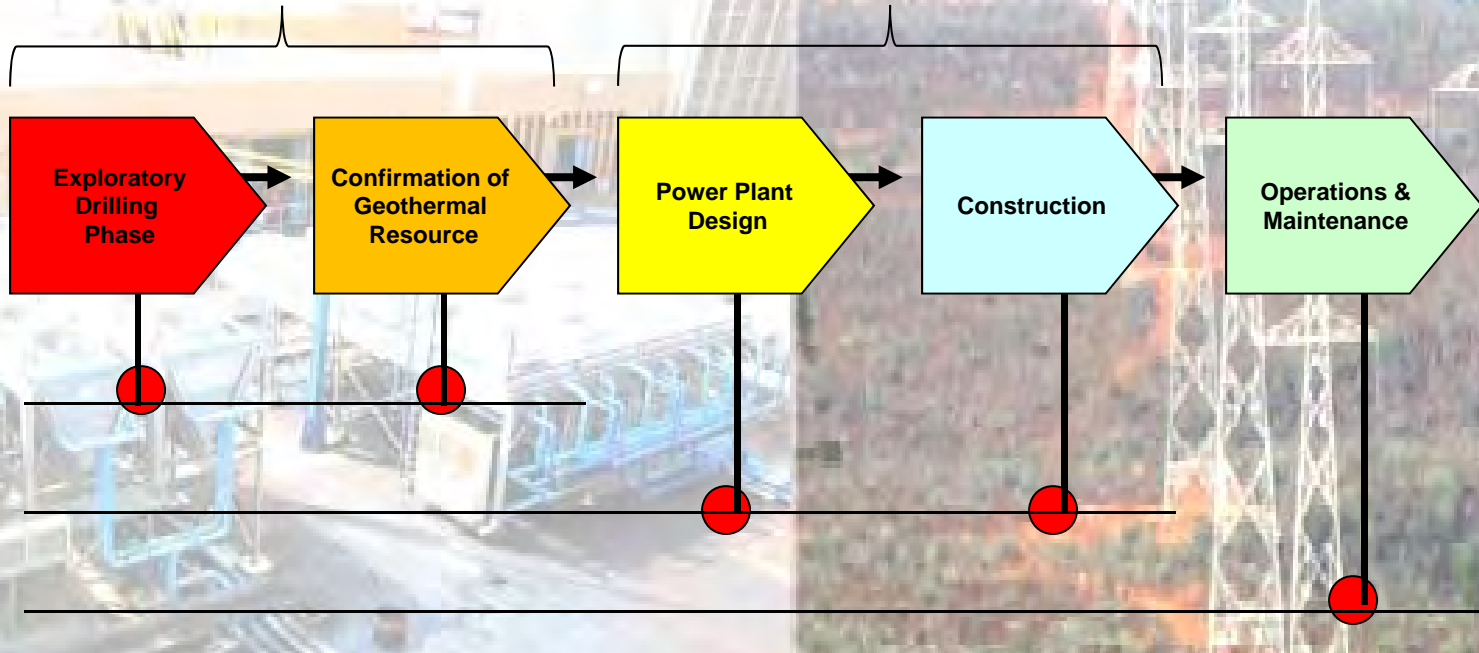 Exploratory
Drilling
Phase
Confirmation of
Geothermal
Resource
Power Plant
Design
Construction
Operations &
Maintenance